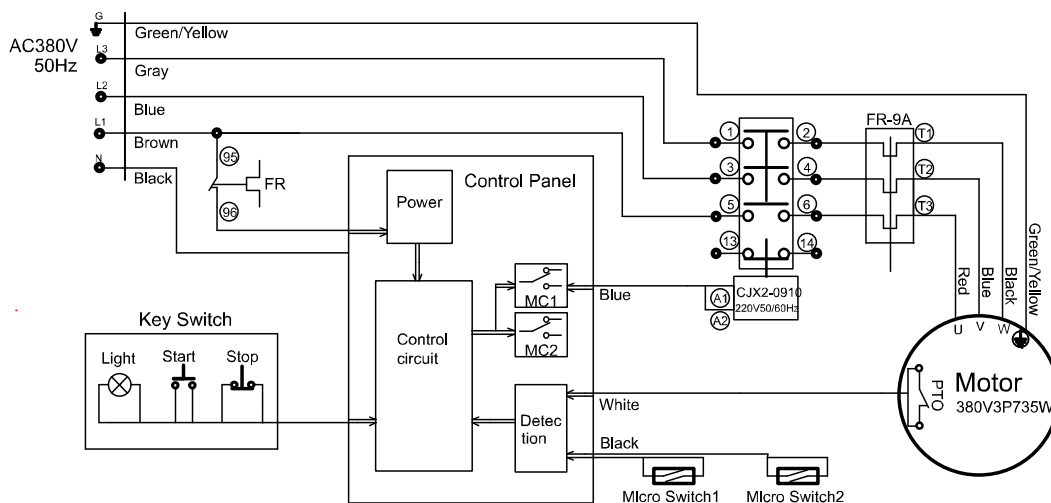 G
Green/Yellow
AC380V
50Hz
L3
Gray
L2
Blue
L1
Brown
N
Black
95
96
FR
Control Panel
Power
Control
circuit
MC1
MC2
Detec
tion
Blue
White
Black
MIcro Switch1
MIcro Switch2
Key Switch
Light
Start
Stop
1
2
3
4
5
6
13
14
A1
A2
CJX2-0910
220V50/60Hz
FR-9A
T1
T2
T3
Red
Blue
Black
Green/Yellow
U
V
W
PTO
Motor
380V3P735W